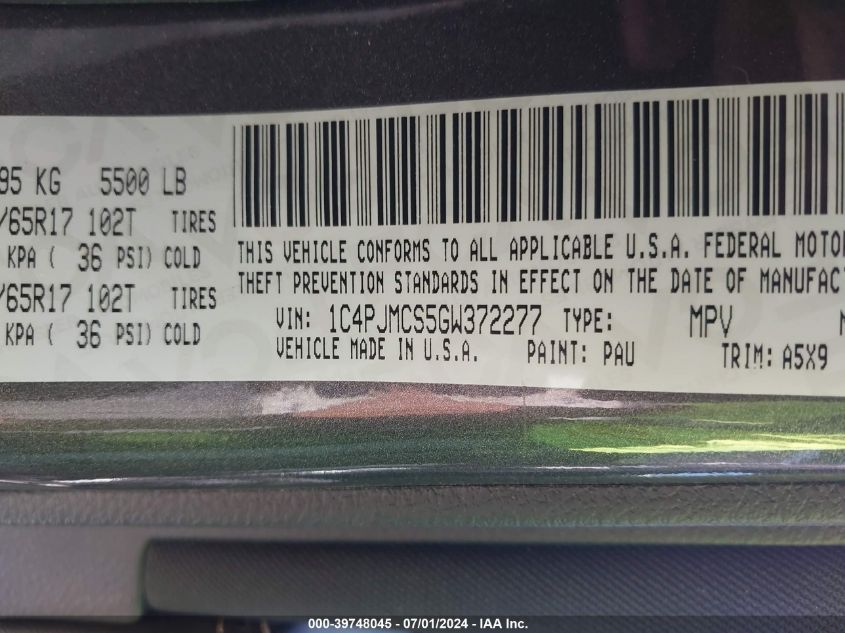 95 KG 5500 LB
/65R17 102T TIRES
KPA ( 36 PSI) COLD
/65R17 102T TIRES
KPA ( 36 PSI) COLD
THIS VEHICLE CONFORMS TO ALL APPLICABLE U.S.A. FEDERAL MOTOR
THEFT PREVENTION STANDARDS IN EFFECT ON THE DATE OF MANUFACT
VIN: 1C4PJMCS5GW372277 TYPE: MPV
VEHICLE MADE IN U.S.A. PAINT: PAU TRIM: A5X9
000-39748045 - 07/01/2024 - IAA Inc.